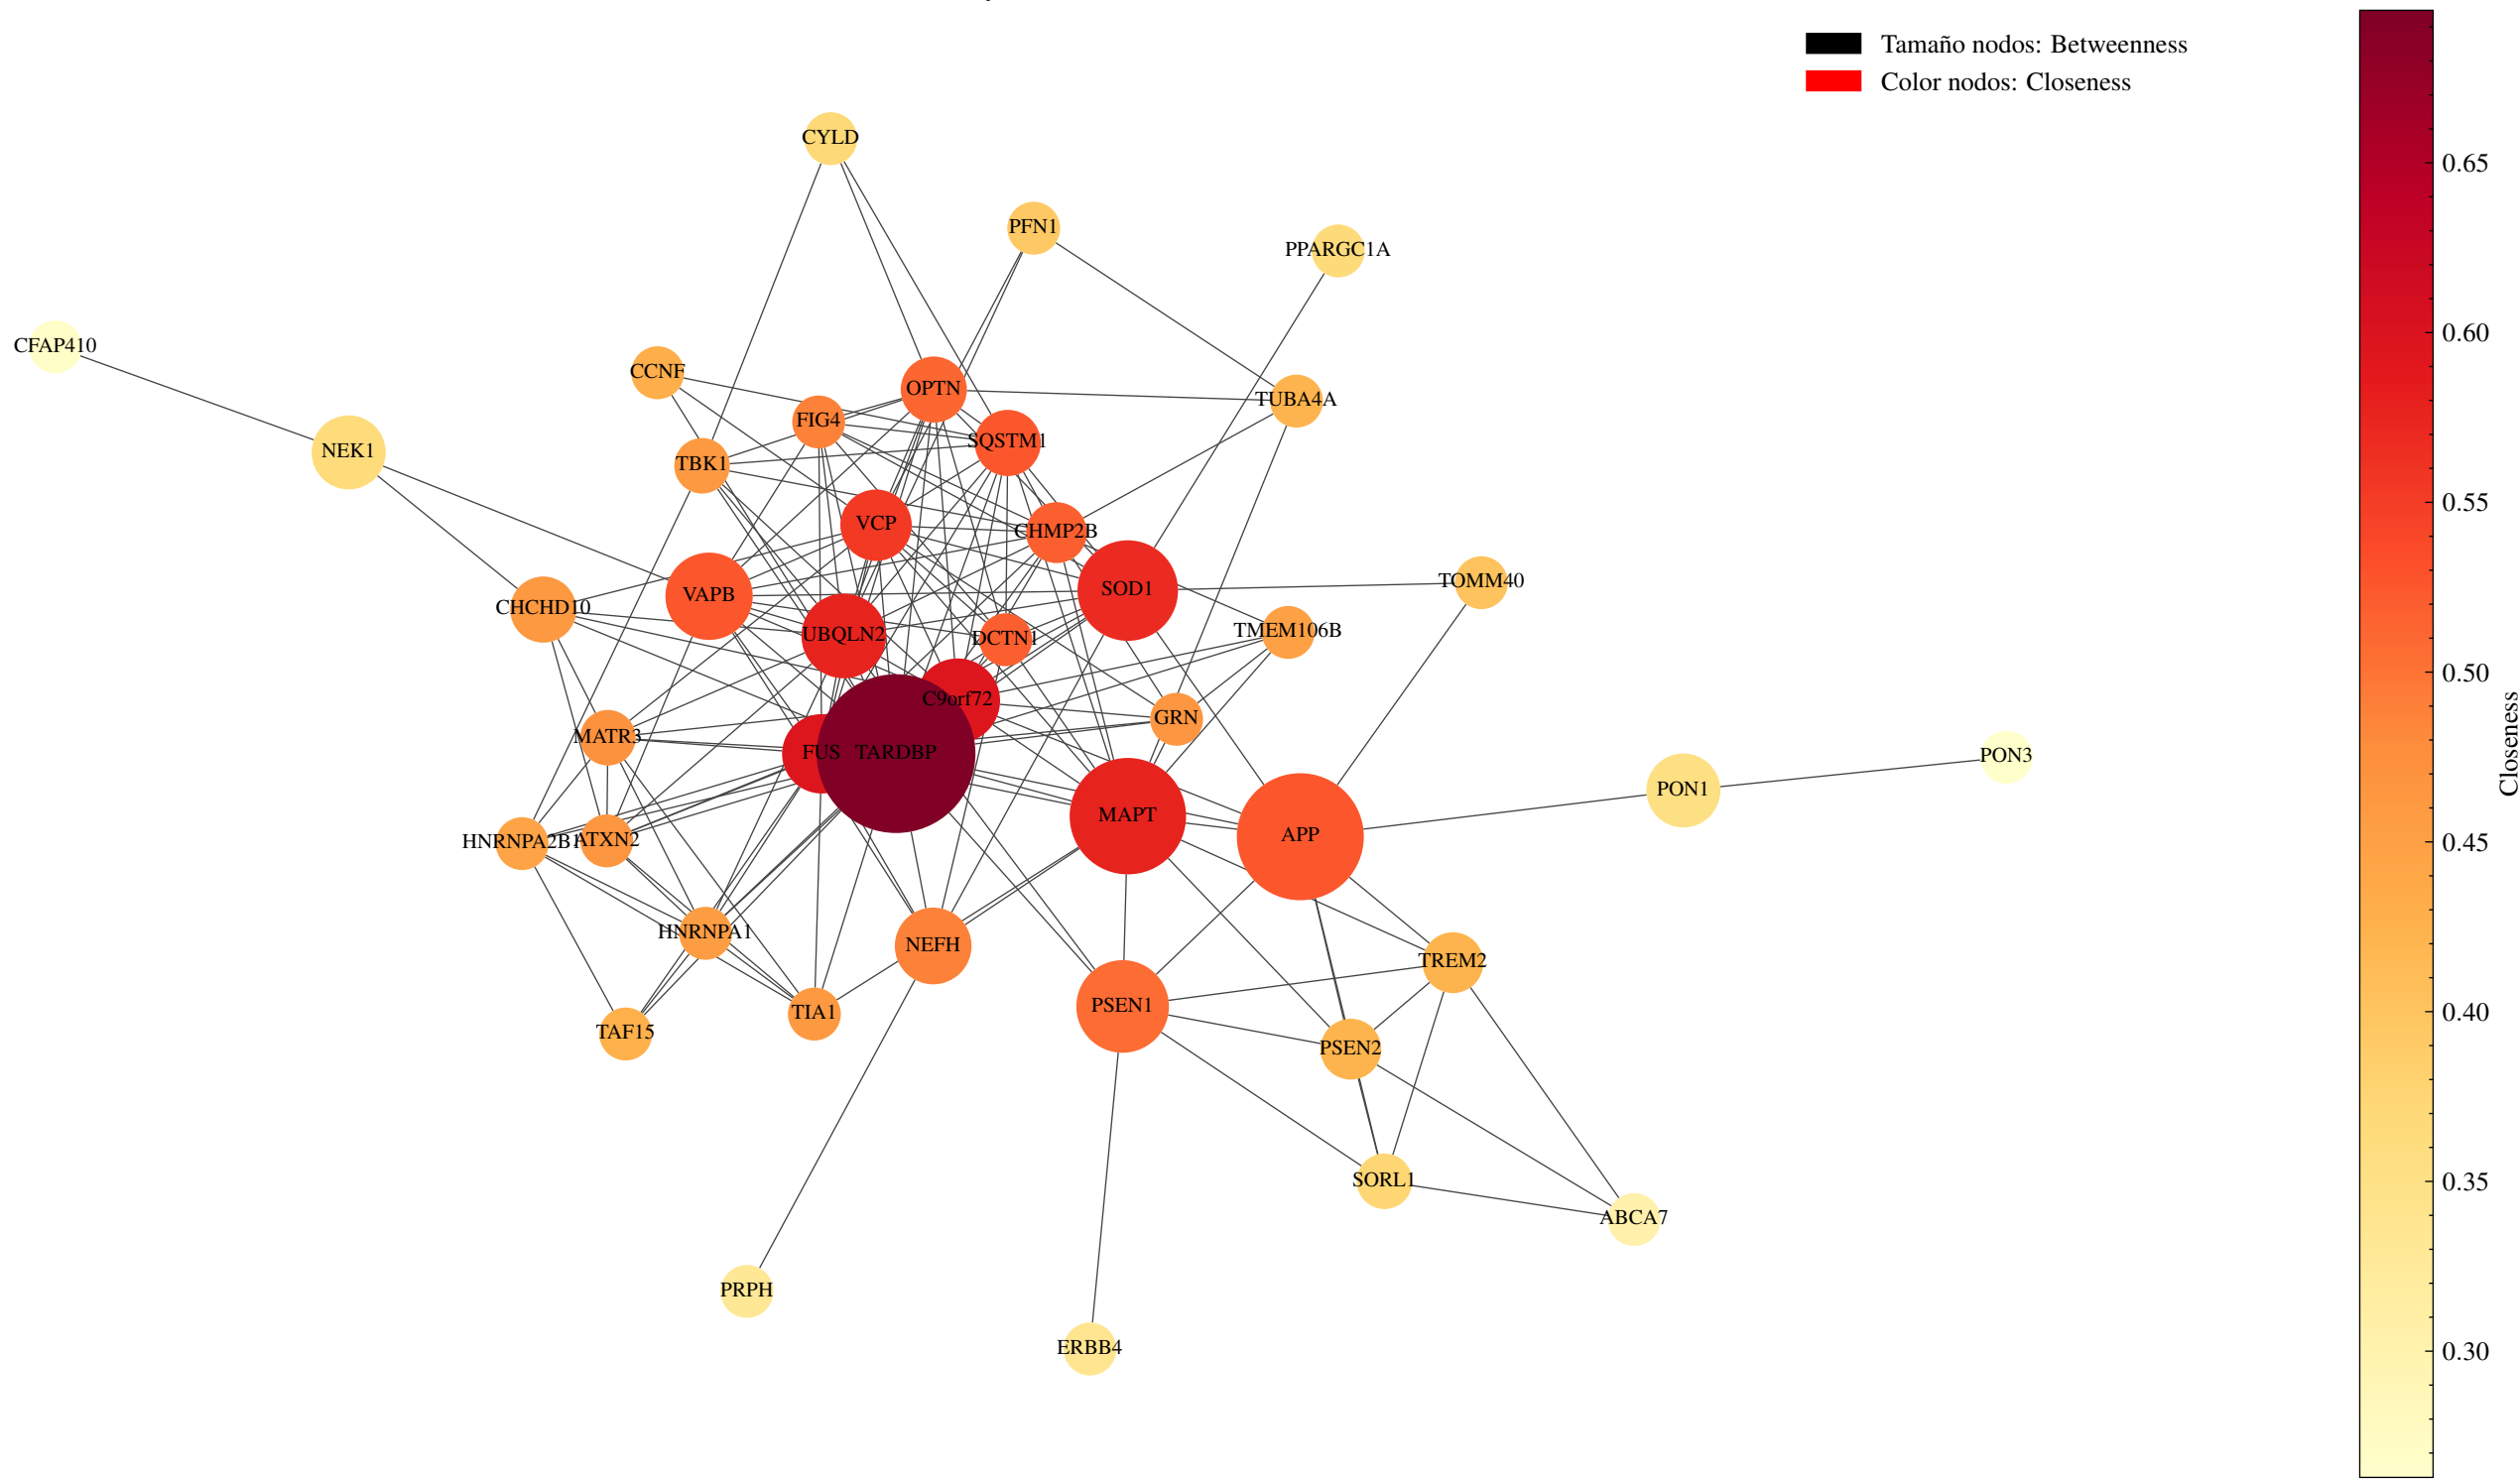 Tamaño nodos: Betweenness
Color nodos: Closeness
CYLD
0.65
PFN1
PPARGC1A
0.60
CFAP410
CCNF
OPTN
TUBA4A
FIG4
SQSTM1
NEK1
TBK1
0.55
VCP
CHMP2B
TOMM40
SOD1
VAPB
CHCHD10
UBQLN2
DCTN1
TMEM106B
0.50
C9orf72
GRN
MATR3
FUS
TARDBP
Closeness
PON3
PON1
MAPT
APP
HNRNPA2B1
ATXN2
0.45
HNRNPA1
NEFH
TREM2
PSEN1
TIA1
0.40
TAF15
PSEN2
SORL1
0.35
ABCA7
PRPH
ERBB4
0.30